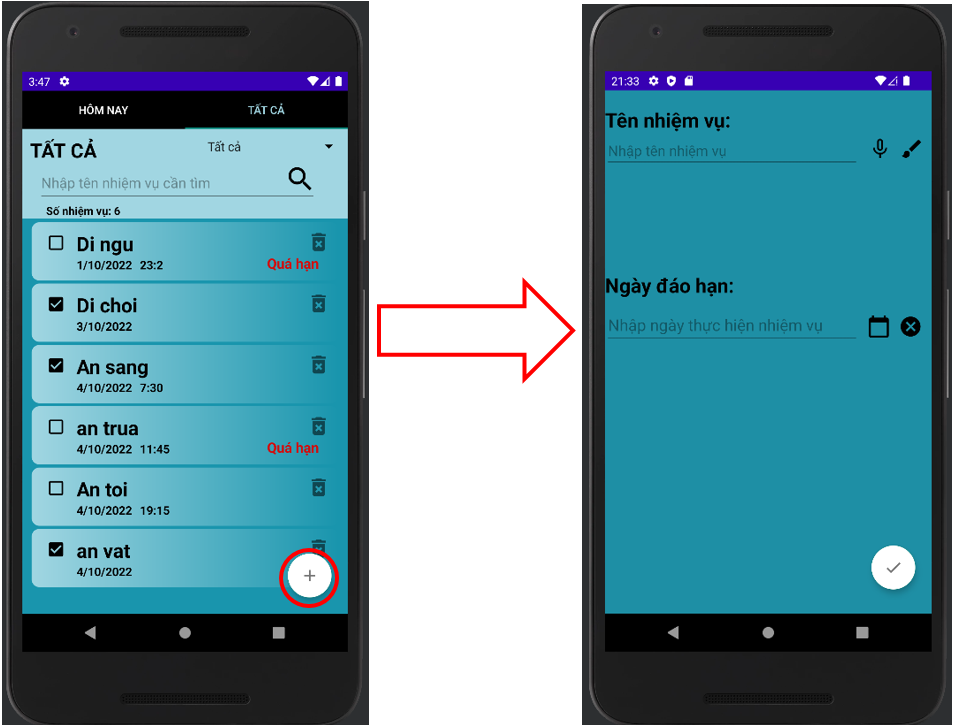 3:47
HÔM NAY TẤT CẢ
TẤT CẢ Tất cả
Nhập tên nhiệm vụ cần tìm
Số nhiệm vụ: 6
Di ngu
1/10/2022 23:2 Quá hạn
Di choi
3/10/2022
An sang
4/10/2022 7:30
an trua
4/10/2022 11:45 Quá hạn
An toi
4/10/2022 19:15
an vat
4/10/2022
21:33
Tên nhiệm vụ:
Nhập tên nhiệm vụ
Ngày đáo hạn:
Nhập ngày thực hiện nhiệm vụ